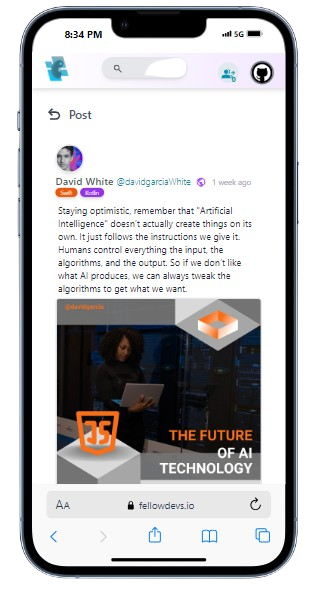 8:34 PM
5G
Post
David White @davidgarciaWhite 1 week ago
Swift Kotlin
Staying optimistic, remember that "Artificial
Intelligence" doesn't actually create things on its
own. It just follows the instructions we give it.
Humans control everything the input, the
algorithms, and the output. So if we don't like
what AI produces, we can always tweak the
algorithms to get what we want.
@davidgarcia
JS
THE FUTURE
OF AI
TECHNOLOGY
AA fellowdevs.io